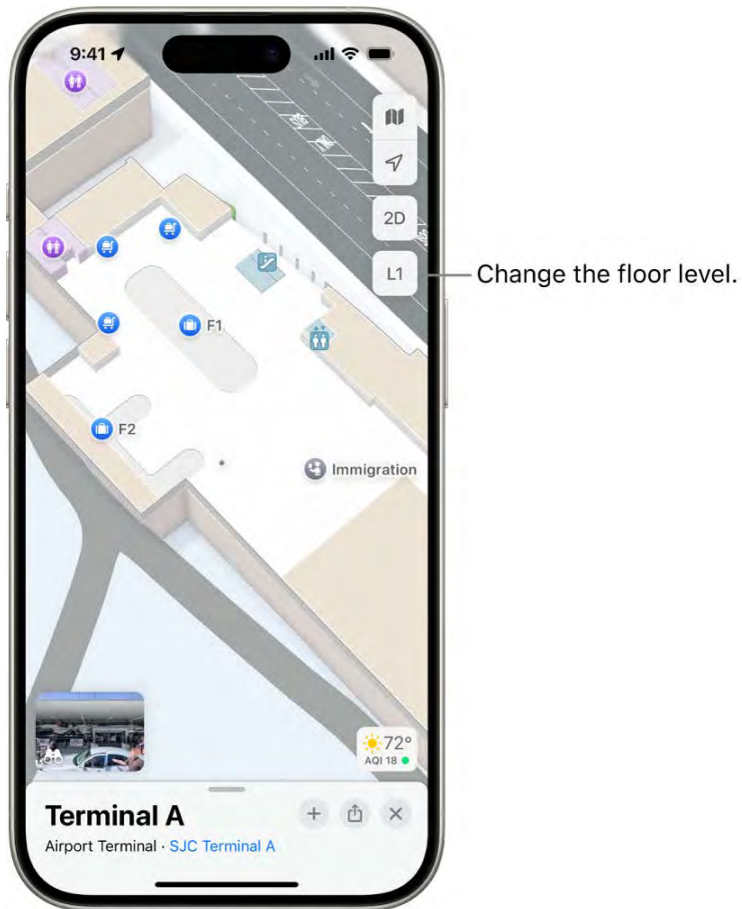 9:41
2D
L1
Change the floor level.
F1
F2
Immigration
72°
AQI 18
Terminal A
Airport Terminal · SJC Terminal A